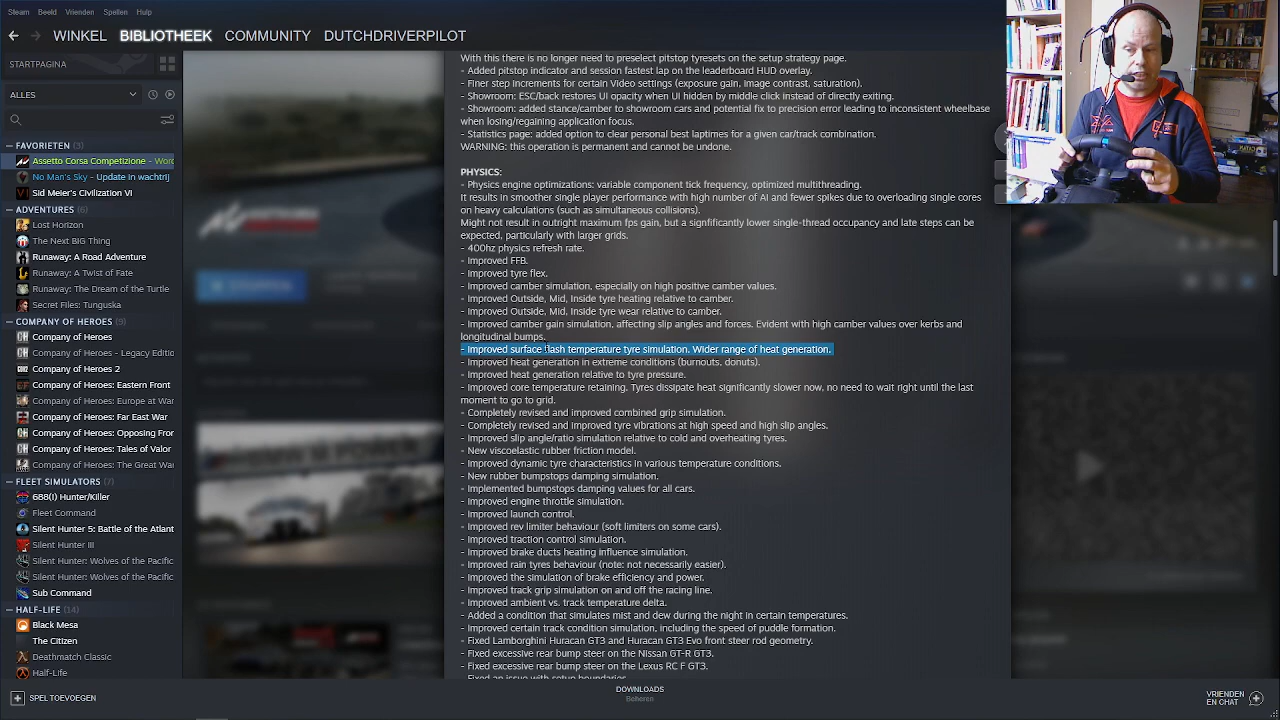 Steam Beeld Vrienden Spellen Hulp
WINKEL BIBLIOTHEEK COMMUNITY DUTCHDRIVERPILOT
STARTPAGINA
ALLES
FAVORIETEN (3)
Assetto Corsa Competizione - Word
No Man's Sky - Update in wachtrij
Sid Meier's Civilization VI
ADVENTURES (6)
Lost Horizon
The Next BIG Thing
Runaway: A Road Adventure
Runaway: A Twist of Fate
Runaway: The Dream of the Turtle
Secret Files: Tunguska
COMPANY OF HEROES (9)
Company of Heroes
Company of Heroes - Legacy Editio
Company of Heroes 2
Company of Heroes: Eastern Front
Company of Heroes: Europe at War
Company of Heroes: Far East War
Company of Heroes: Opposing Fron
Company of Heroes: Tales of Valor
Company of Heroes: The Great War
FLEET SIMULATORS (7)
688(I) Hunter/Killer
Fleet Command
Silent Hunter 5: Battle of the Atlant
Silent Hunter III
Silent Hunter: Wolves of the Pacific
Silent Hunter: Wolves of the Pacific
Sub Command
HALF-LIFE (14)
Black Mesa
The Citizen
Deathmatch Classic
Half-Life
With this there is no longer need to preselect pitstop tyresets on the setup strategy page.
- Added pitstop indicator and session fastest lap on the leaderboard HUD overlay.
- Finer step increments for certain Video settings (exposure gain, image contrast, saturation).
- Showroom: ESC/back restores UI opacity when UI hidden by middle click instead of directly exiting.
- Showroom: added stance/camber to showroom cars and potential fix to precision error leading to inconsistent wheelbase
when losing/regaining application focus.
- Statistics page: added option to clear personal best laptimes for a given car/track combination.
WARNING: this operation is permanent and cannot be undone.
PHYSICS:
- Physics engine optimizations: variable component tick frequency, optimized multithreading.
It results in smoother single player performance with high number of AI and fewer spikes due to overloading single cores
on heavy calculations (such as simultaneous collisions).
Might not result in outright maximum fps gain, but a significantly lower single-thread occupancy and late steps can be
expected, particularly with larger grids.
- 400hz physics refresh rate.
- Improved FFB.
- Improved tyre flex.
- Improved camber simulation, especially on high positive camber values.
- Improved Outside, Mid, Inside tyre heating relative to camber.
- Improved Outside, Mid, Inside tyre wear relative to camber.
- Improved camber gain simulation, affecting slip angles and forces. Evident with high camber values over kerbs and
longitudinal bumps.
- Improved surface flash temperature tyre simulation. Wider range of heat generation.
- Improved heat generation in extreme conditions (burnouts, donuts).
- Improved heat generation relative to tyre pressure.
- Improved core temperature retaining. Tyres dissipate heat significantly slower now, no need to wait right until the last
moment to go to grid.
- Completely revised and improved combined grip simulation.
- Completely revised and improved tyre vibrations at high speed and high slip angles.
- Improved slip angle/ratio simulation relative to cold and overheating tyres.
- New viscoelastic rubber friction model.
- Improved dynamic tyre characteristics in various temperature conditions.
- New rubber bumpstops damping simulation.
- Implemented bumpstops damping values for all cars.
- Improved engine throttle simulation.
- Improved launch control.
- Improved rev limiter behaviour (soft limiters on some cars).
- Improved traction control simulation.
- Improved brake ducts heating influence simulation.
- Improved rain tyres behaviour (note: not necessarily easier).
- Improved the simulation of brake efficiency and power.
- Improved track grip simulation on and off the racing line.
- Improved ambient vs. track temperature delta.
- Added a condition that simulates mist and dew during the night in certain temperatures.
- Improved certain track condition simulation, including the speed of puddle formation.
- Fixed Lamborghini Huracan GT3 and Huracan GT3 Evo front steer rod geometry.
- Fixed excessive rear bump steer on the Nissan GT-R GT3.
- Fixed excessive rear bump steer on the Lexus RC F GT3.
- Fixed an issue with setup boundaries.
SPEL TOEVOEGEN
DOWNLOADS
Beheren
VRIENDEN
EN CHAT